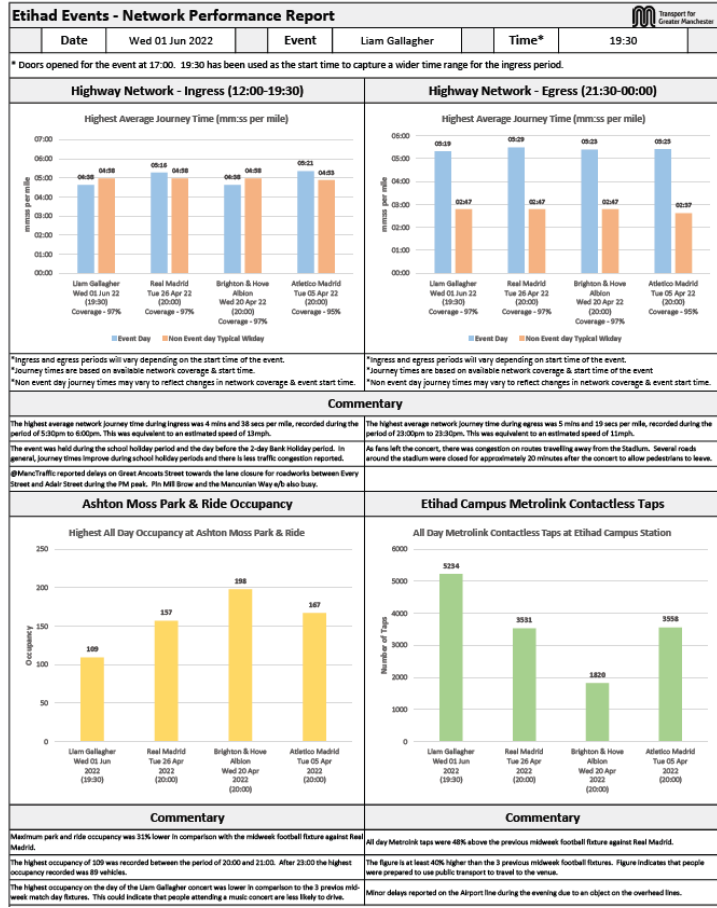 Etihad Events - Network Performance Report
Transport for
Greater Manchester
Date Wed 01 Jun 2022 Event Liam Gallagher Time* 19:30
* Doors opened for the event at 17:00. 19:30 has been used as the start time to capture a wider time range for the ingress period.
Highway Network - Ingress (12:00-19:30)
Highest Average Journey Time (mm:ss per mile)
mm:ss per mile
07:00
06:00
05:00
04:00
03:00
02:00
01:00
00:00
04:38 04:58
05:16 04:58
04:38 04:58
05:21 04:53
Liam Gallagher
Wed 01 Jun 22
(19:30)
Coverage - 97%
Real Madrid
Tue 26 Apr 22
(20:00)
Coverage - 97%
Brighton & Hove
Albion
Wed 20 Apr 22
(20:00)
Coverage - 97%
Atletico Madrid
Tue 05 Apr 22
(20:00)
Coverage - 95%
Event Day Non Event day Typical Wkday
*Ingress and egress periods will vary depending on the start time of the event.
*Journey times are based on available network coverage & start time.
*Non event day journey times may vary to reflect changes in network coverage & event start time.
Highway Network - Egress (21:30-00:00)
Highest Average Journey Time (mm:ss per mile)
mm:ss per mile
06:00
05:00
04:00
03:00
02:00
01:00
00:00
05:19 02:47
05:29 02:47
05:23 02:47
05:25 02:37
Liam Gallagher
Wed 01 Jun 22
(19:30)
Coverage - 97%
Real Madrid
Tue 26 Apr 22
(20:00)
Coverage - 97%
Brighton & Hove
Albion
Wed 20 Apr 22
(20:00)
Coverage - 97%
Atletico Madrid
Tue 05 Apr 22
(20:00)
Coverage - 95%
Event Day Non Event day Typical Wkday
*Ingress and egress periods will vary depending on start time of the event.
*Journey times are based on available network coverage & start time of the event
*Non event day journey times may vary to reflect changes in network coverage & event start time.
Commentary
The highest average network journey time during ingress was 4 mins and 38 secs per mile, recorded during the
period of 5:30pm to 6:00pm. This was equivalent to an estimated speed of 13mph.
The event was held during the school holiday period and the day before the 2-day Bank Holiday period. In
general, journey times improve during school holiday periods and there is less traffic congestion reported.
@MancTraffic reported delays on Great Ancoats Street towards the lane closure for roadworks between Every
Street and Adair Street during the PM peak. Pin Mill Brow and the Mancunian Way e/b also busy.
The highest average network journey time during egress was 5 mins and 19 secs per mile, recorded during the
period of 23:00pm to 23:30pm. This was equivalent to an estimated speed of 11mph.
As fans left the concert, there was congestion on routes travelling away from the Stadium. Several roads
around the stadium were closed for approximately 20 minutes after the concert to allow pedestrians to leave.
Ashton Moss Park & Ride Occupancy
Highest All Day Occupancy at Ashton Moss Park & Ride
Occupancy
250
200
150
100
50
0
109
157
198
167
Liam Gallagher
Wed 01 Jun
2022
(19:30)
Real Madrid
Tue 26 Apr
2022
(20:00)
Brighton & Hove
Albion
Wed 20 Apr
2022
(20:00)
Atletico Madrid
Tue 05 Apr
2022
(20:00)
Etihad Campus Metrolink Contactless Taps
All Day Metrolink Contactless Taps at Etihad Campus Station
Number of Taps
6000
5000
4000
3000
2000
1000
0
5234
3531
1820
3558
Liam Gallagher
Wed 01 Jun
2022
(19:30)
Real Madrid
Tue 26 Apr
2022
(20:00)
Brighton & Hove
Albion
Wed 20 Apr
2022
(20:00)
Atletico Madrid
Tue 05 Apr
2022
(20:00)
Commentary
Maximum park and ride occupancy was 31% lower in comparison with the midweek football fixture against Real
Madrid.
The highest occupancy of 109 was recorded between the period of 20:00 and 21:00. After 23:00 the highest
occupancy recorded was 89 vehicles.
The highest occupancy on the day of the Liam Gallagher concert was lower in comparison to the 3 previos mid-
week match day fixtures. This could indicate that people attending a music concert are less likely to drive.
Commentary
All day Metrolnk taps were 48% above the previous midweek football fixture against Real Madrid.
The figure is at least 40% higher than the 3 previous midweek football fixtures. Figure indicates that people
were prepared to use public transport to travel to the venue.
Minor delays reported on the Airport line during the evening due to an object on the overhead lines.